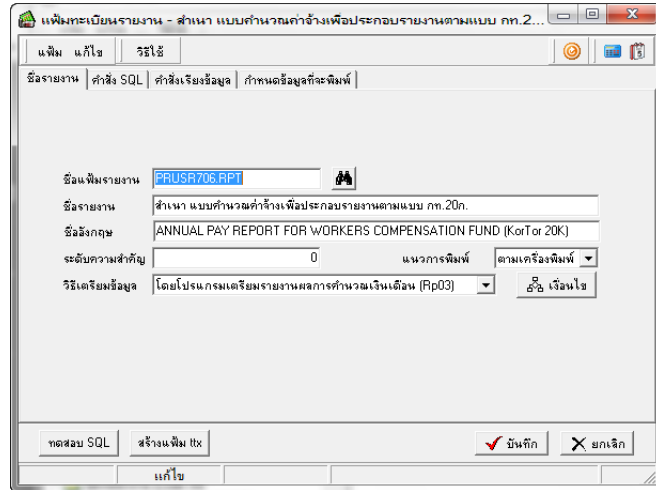 แฟ้มทะเบียนรายงาน - สำเนา แบบคำนวณค่าจ้างเพื่อประกอบรายงานตามแบบ กท.2...
แฟ้ม แก้ไข วิธีใช้
ชื่อรายงาน คำสั่ง SQL คำสั่งเรียงข้อมูล กำหนดข้อมูลที่จะพิมพ์
ชื่อแฟ้มรายงาน PRUSR706.RPT
ชื่อรายงาน สำเนา แบบคำนวณค่าจ้างเพื่อประกอบรายงานตามแบบ กท.20ก.
ชื่ออังกฤษ ANNUAL PAY REPORT FOR WORKERS COMPENSATION FUND (KorTor 20K)
ระดับความสำคัญ 0 แนวการพิมพ์ ตามเครื่องพิมพ์
วิธีเตรียมข้อมูล โดยโปรแกรมเตรียมรายงานผลการคำนวณเงินเดือน (Rp03) เงื่อนไข
ทดสอบ SQL สร้างแฟ้ม ttx บันทึก ยกเลิก
แก้ไข